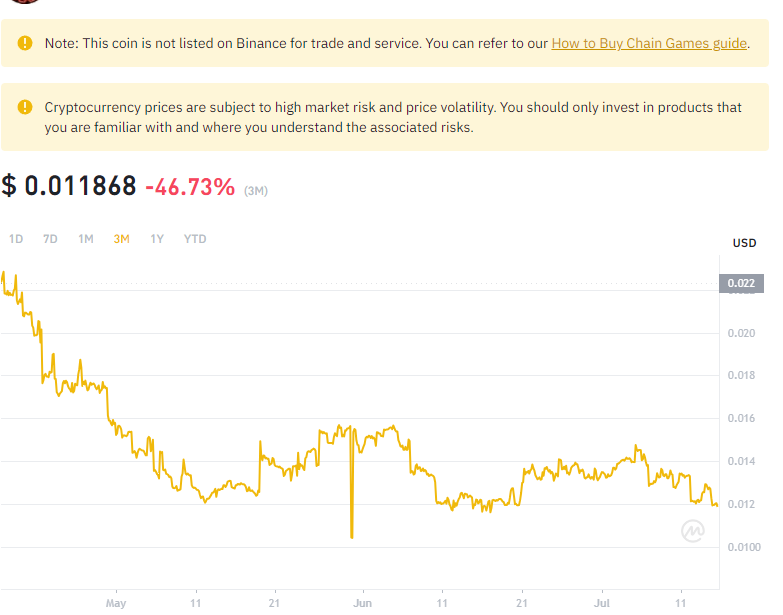 Note: This coin is not listed on Binance for trade and service. You can refer to our How to Buy Chain Games guide.
Cryptocurrency prices are subject to high market risk and price volatility. You should only invest in products that
you are familiar with and where you understand the associated risks.
$ 0.011868 -46.73% (3M)
1D 7D 1M 3M 1Y YTD
USD
0.022
0.020
0.018
0.016
0.014
0.012
0.0100
May 11 21 Jun 11 21 Jul 11